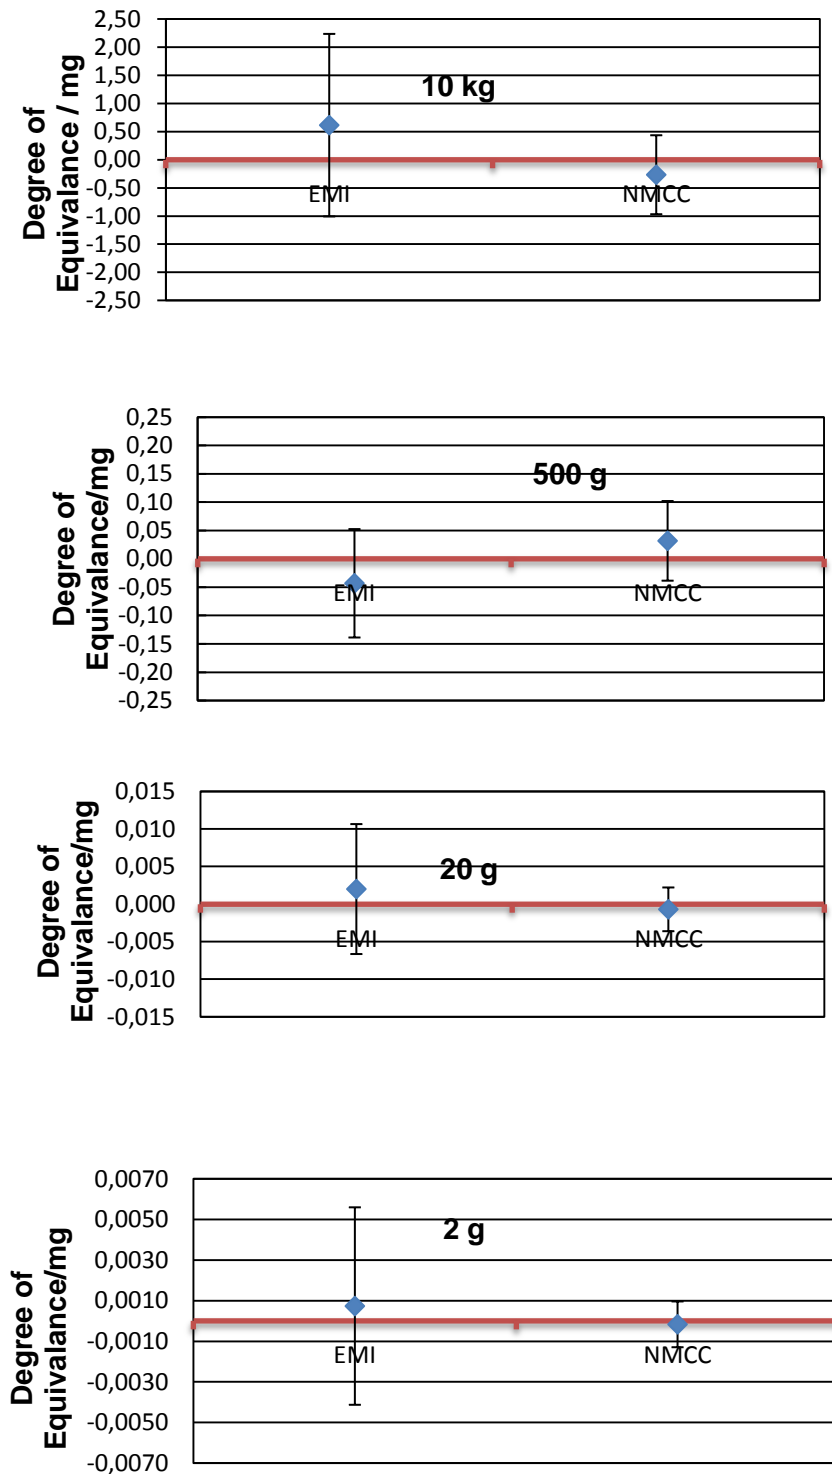 Degree of
Equivalance / mg
2,50
2,00
1,50
1,00
0,50
0,00
-0,50
-1,00
-1,50
-2,00
-2,50
10 kg
EMI
NMCC
Degree of
Equivalance/mg
0,25
0,20
0,15
0,10
0,05
0,00
-0,05
-0,10
-0,15
-0,20
-0,25
500 g
EMI
NMCC
Degree of
Equivalance/mg
0,015
0,010
0,005
0,000
-0,005
-0,010
-0,015
20 g
EMI
NMCC
Degree of
Equivalance/mg
0,0070
0,0050
0,0030
0,0010
-0,0010
-0,0030
-0,0050
-0,0070
2 g
EMI
NMCC